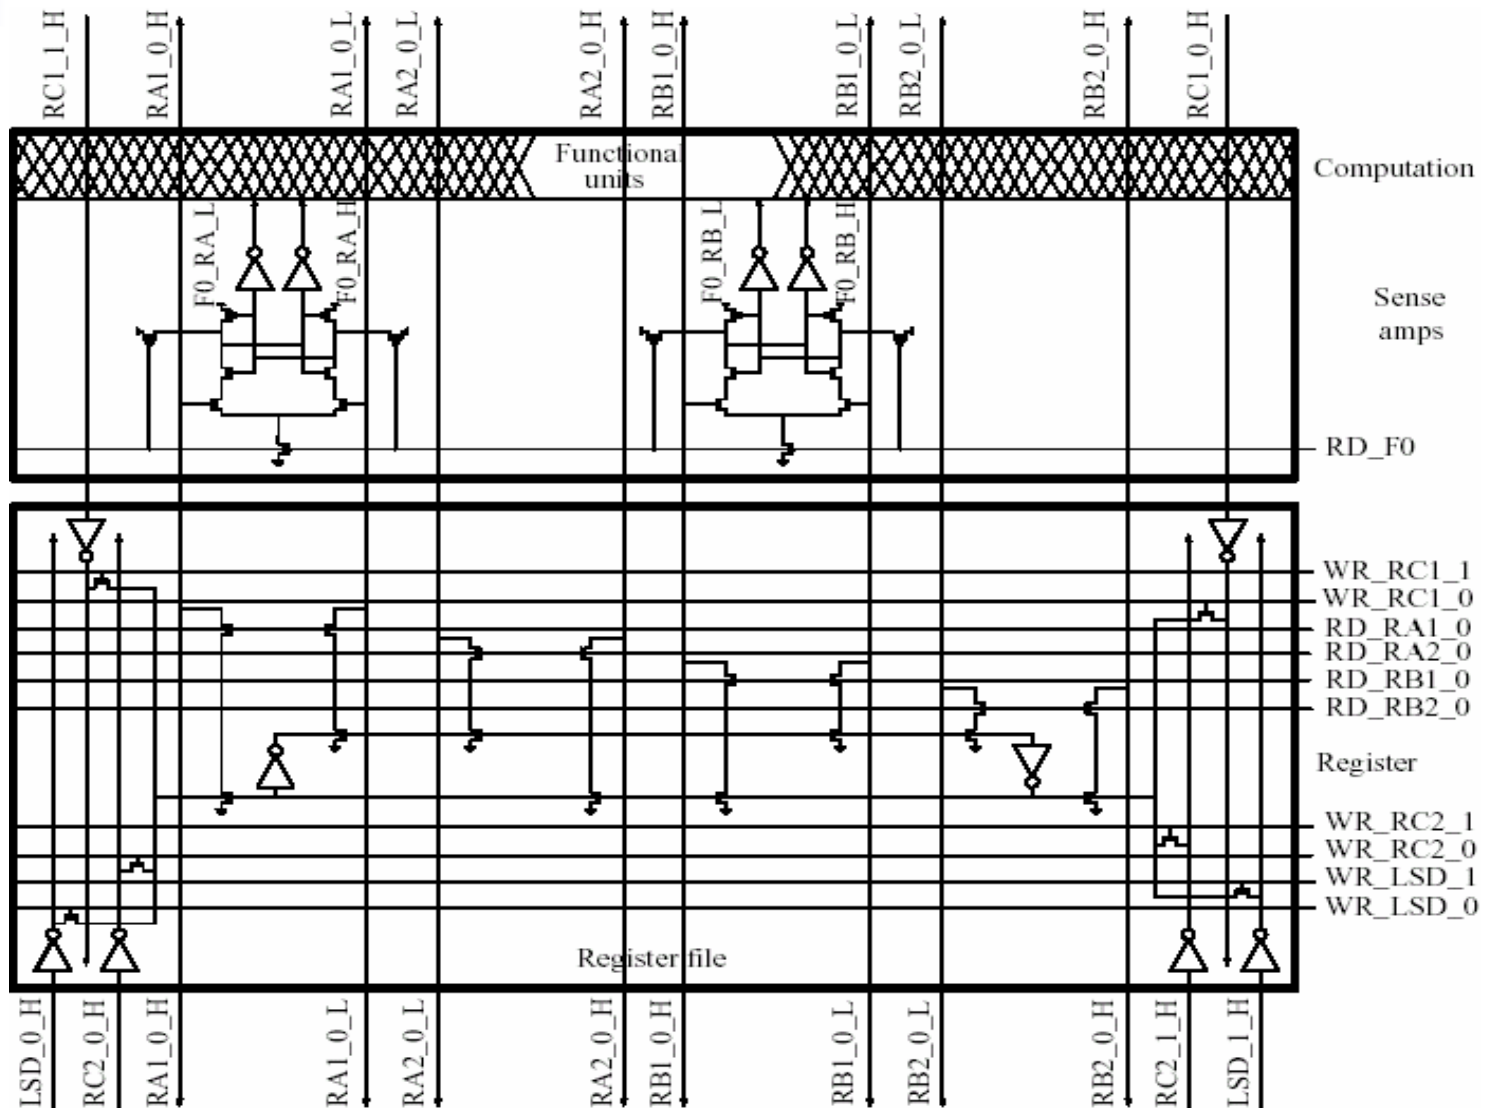 RC1_1_H
RA1_0_H
RA1_0_L
RA2_0_L
RA2_0_H
RB1_0_H
RB1_0_L
RB2_0_L
RB2_0_H
RC1_0_H
Functional
units
Computation
F0_RA_L
F0_RA_H
F0_RB_L
F0_RB_H
Sense
amps
RD_F0
WR_RC1_1
WR_RC1_0
RD_RA1_0
RD_RA2_0
RD_RB1_0
RD_RB2_0
Register
WR_RC2_1
WR_RC2_0
WR_LSD_1
WR_LSD_0
Register file
LSD_0_H
RC2_0_H
RA1_0_H
RA1_0_L
RA2_0_L
RA2_0_H
RB1_0_H
RB1_0_L
RB2_0_L
RB2_0_H
RC2_1_H
LSD_1_H